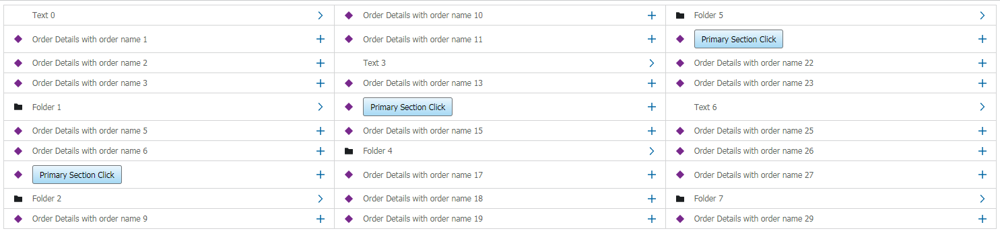 Text 0
Order Details with order name 1
Order Details with order name 2
Order Details with order name 3
Folder 1
Order Details with order name 5
Order Details with order name 6
Primary Section Click
Folder 2
Order Details with order name 9
Order Details with order name 10
Order Details with order name 11
Text 3
Order Details with order name 13
Primary Section Click
Order Details with order name 15
Folder 4
Order Details with order name 17
Order Details with order name 18
Order Details with order name 19
Folder 5
Primary Section Click
Order Details with order name 22
Order Details with order name 23
Text 6
Order Details with order name 25
Order Details with order name 26
Order Details with order name 27
Folder 7
Order Details with order name 29